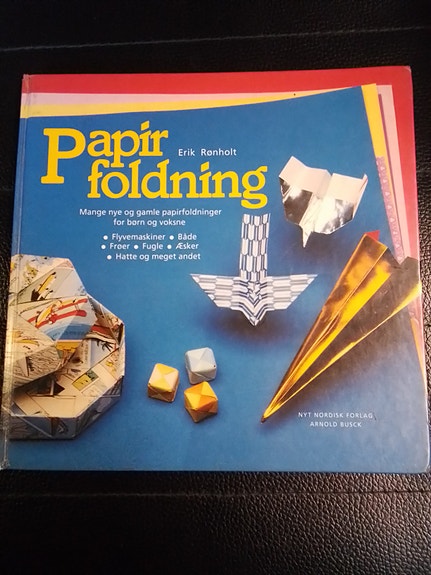 Papir
Erik Rønholt
foldning
Mange nye og gamle papirfoldninger
for børn og voksne
• Flyvemaskiner • Både
• Frøer • Fugle • Æsker
• Hatte og meget andet
NYT NORDISK FORLAG
ARNOLD BUSCK